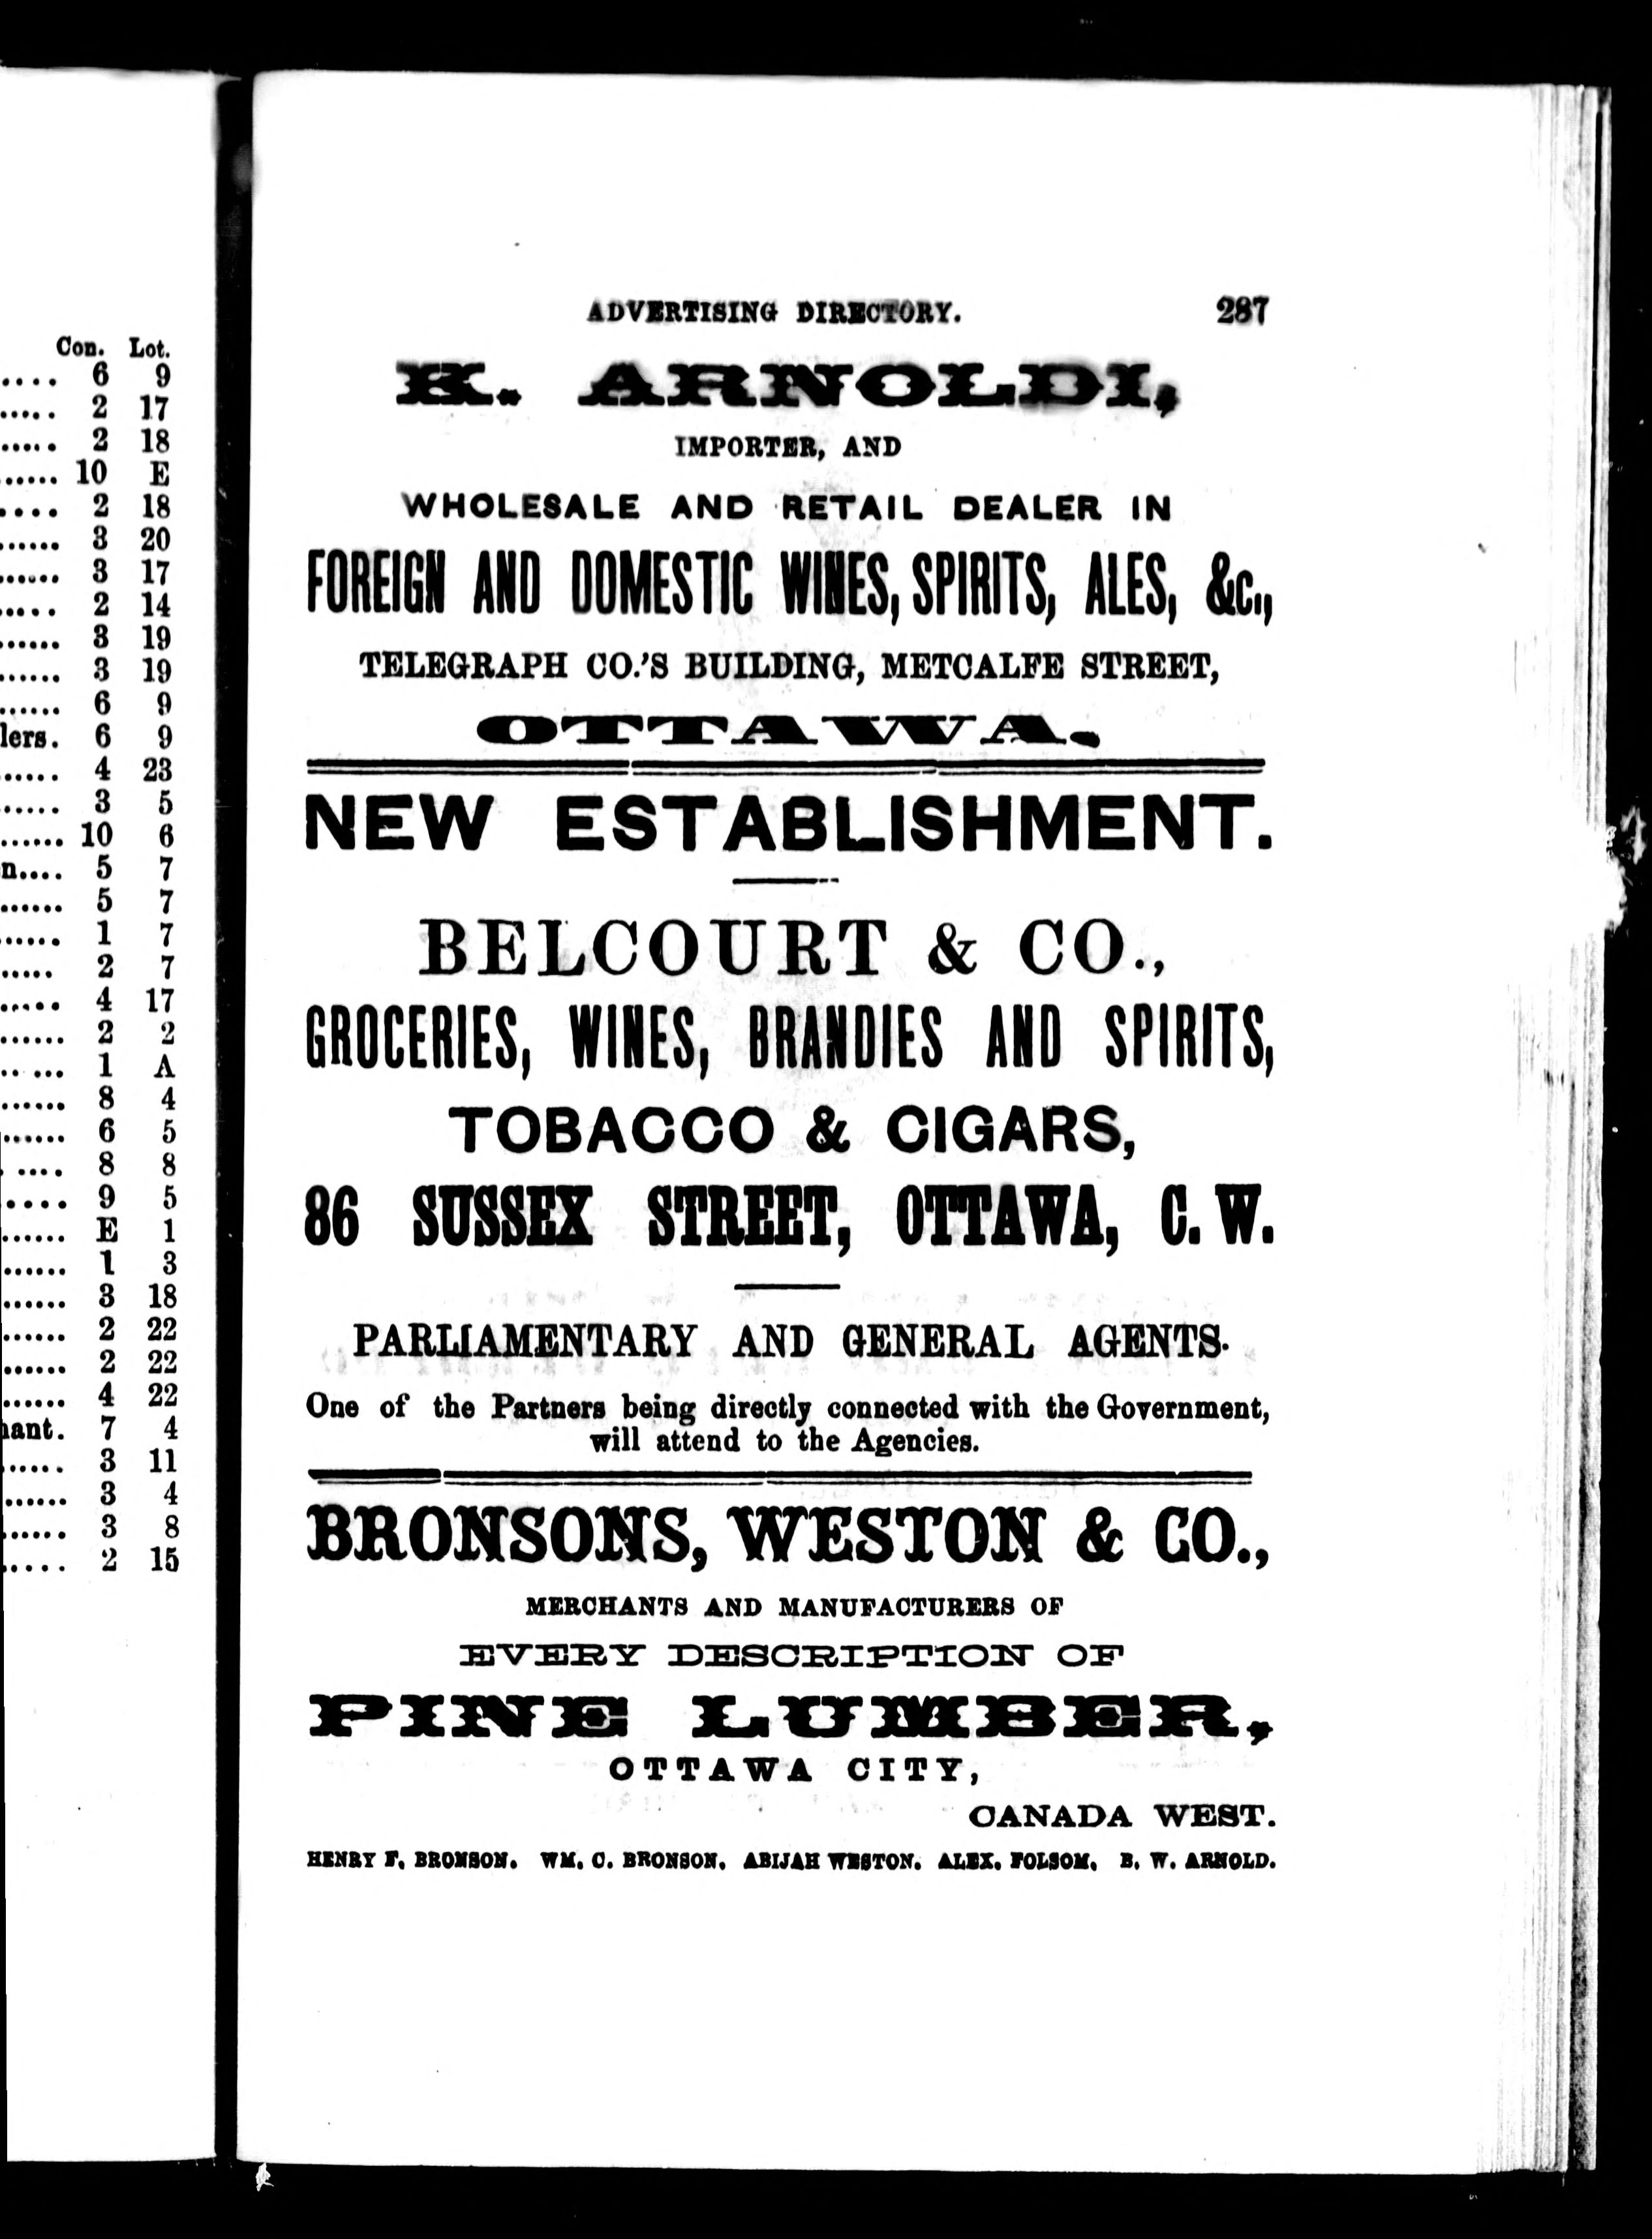 Con. Lot.
.... 6 9
..... 2 17
..... 2 18
...... 10 E
.... 2 18
...... 3 20
...... 3 17
..... 2 14
...... 3 19
...... 3 19
...... 6 9
lers. 6 9
...... 4 23
...... 3 5
...... 10 6
n.... 5 7
...... 5 7
...... 1 7
..... 2 7
..... 4 17
...... 2 2
.. ... 1 A
...... 8 4
...... 6 5
.... 8 8
.... 9 5
...... E 1
...... 1 3
...... 3 18
...... 2 22
...... 2 22
...... 4 22
hant. 7 4
..... 3 11
...... 3 4
...... 3 8
.... 2 15
ADVERTISING DIRECTORY. 287
K. ARNOLDI,
IMPORTER, AND
WHOLESALE AND RETAIL DEALER IN
FOREIGN AND DOMESTIC WINES, SPIRITS, ALES, &c.,
TELEGRAPH CO.'S BUILDING, METCALFE STREET,
OTTAWA.
NEW ESTABLISHMENT.
BELCOURT & CO.,
GROCERIES, WINES, BRANDIES AND SPIRITS,
TOBACCO & CIGARS,
86 SUSSEX STREET, OTTAWA, C. W.
PARLIAMENTARY AND GENERAL AGENTS.
One of the Partners being directly connected with the Government,
will attend to the Agencies.
BRONSONS, WESTON & CO.,
MERCHANTS AND MANUFACTURERS OF
EVERY DESCRIPTION OF
PINE LUMBER,
OTTAWA CITY,
CANADA WEST.
HENRY F. BRONSON. WM. C. BRONSON. ABIJAH WESTON. ALEX. FOLSOM. B. W. ARNOLD.